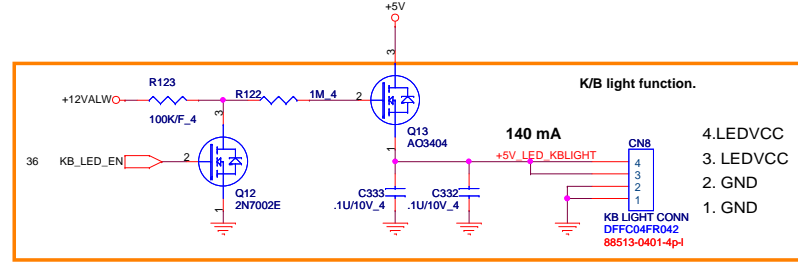 +5V
K/B light function.
3
R123
+12VALW
100K/F_4
R122
1M_4
2
3
Q13
AO3404
1
140 mA
+5V_LED_KBLIGHT
CN8
4
3
2
1
4.LEDVCC
3. LEDVCC
2. GND
1. GND
36
KB_LED_EN
2
Q12
2N7002E
1
C333
.1U/10V_4
C332
.1U/10V_4
KB LIGHT CONN
DFFC04FR042
88513-0401-4p-l